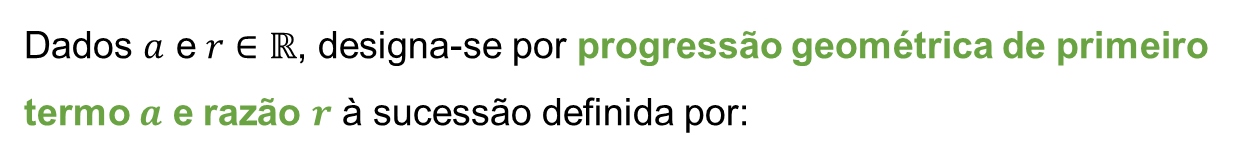 Dados 𝑎 e 𝑟 ∈ ℝ, designa-se por progressão geométrica de primeiro
termo 𝒂 e razão 𝒓 à sucessão definida por: